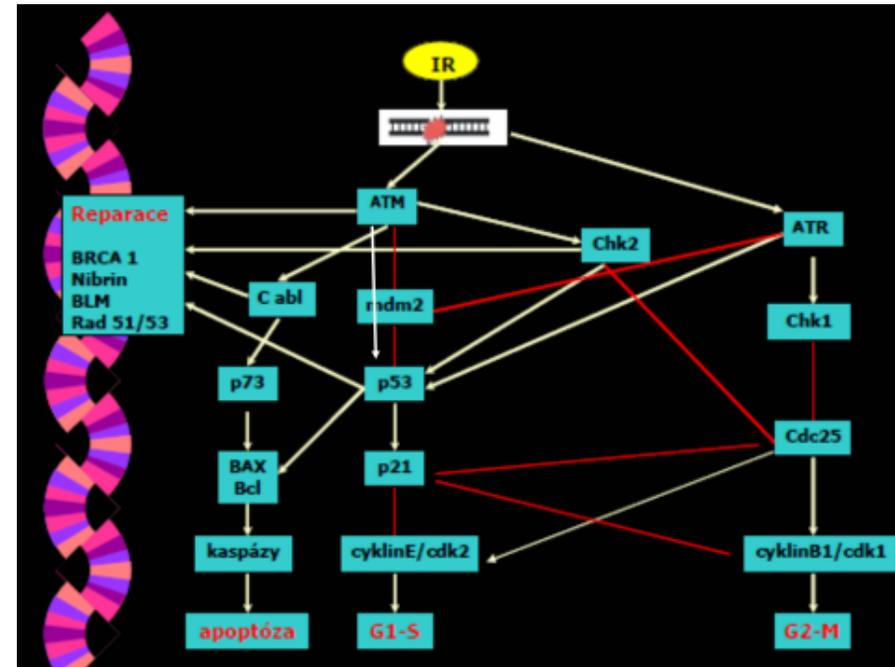 IR
ATM
ATR
Chk2
Reparace
BRCA 1
Nibrin
BLM
Rad 51/53
C abl
mdm2
Chk1
p73
p53
Cdc25
BAX
Bcl
p21
kaspázy
cyklinE/cdk2
cyklinB1/cdk1
apoptóza
G1-S
G2-M